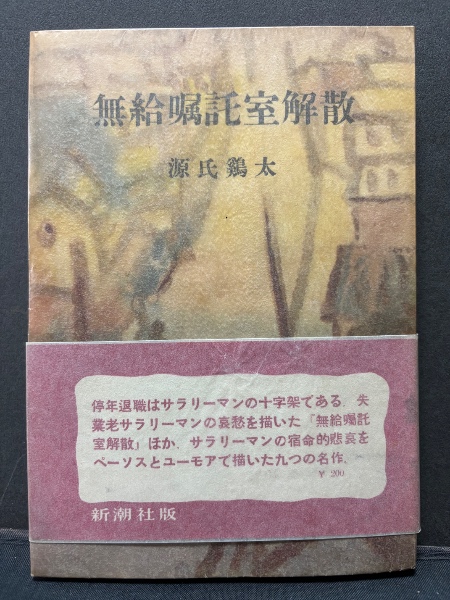 無給嘱託室解散
源氏鶏太
停年退職はサラリーマンの十字架である。失
業老サラリーマンの哀愁を描いた「無給嘱託
室解散」ほか、サラリーマンの宿命的悲哀を
ペーソスとユーモアで描いた九つの名作。
￥200
新潮社版